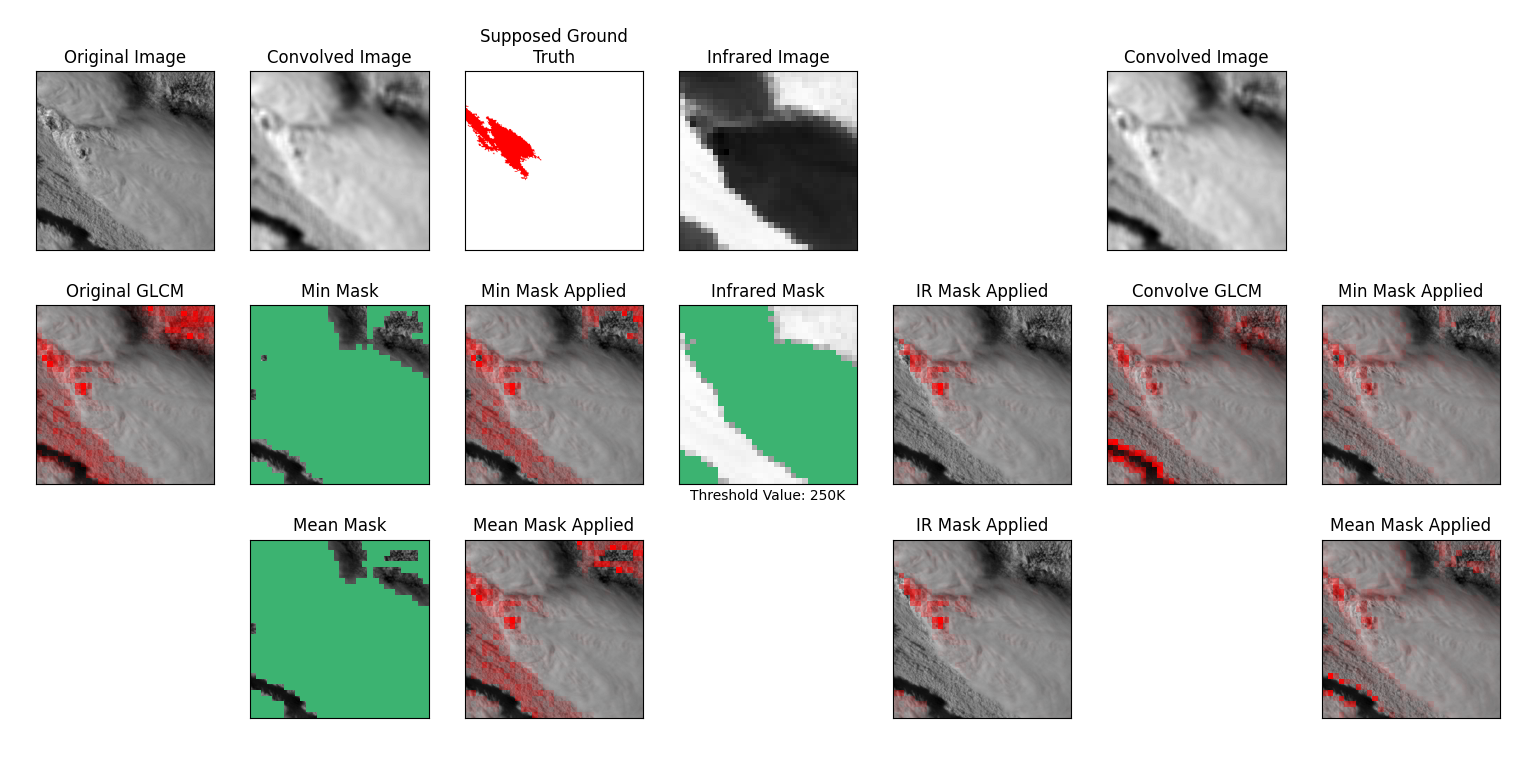 Original Image
Convolved Image
Supposed Ground
Truth
Infrared Image
Convolved Image
Original GLCM
Min Mask
Min Mask Applied
Infrared Mask
IR Mask Applied
Convolve GLCM
Min Mask Applied
Threshold Value: 250K
Mean Mask
Mean Mask Applied
IR Mask Applied
Mean Mask Applied